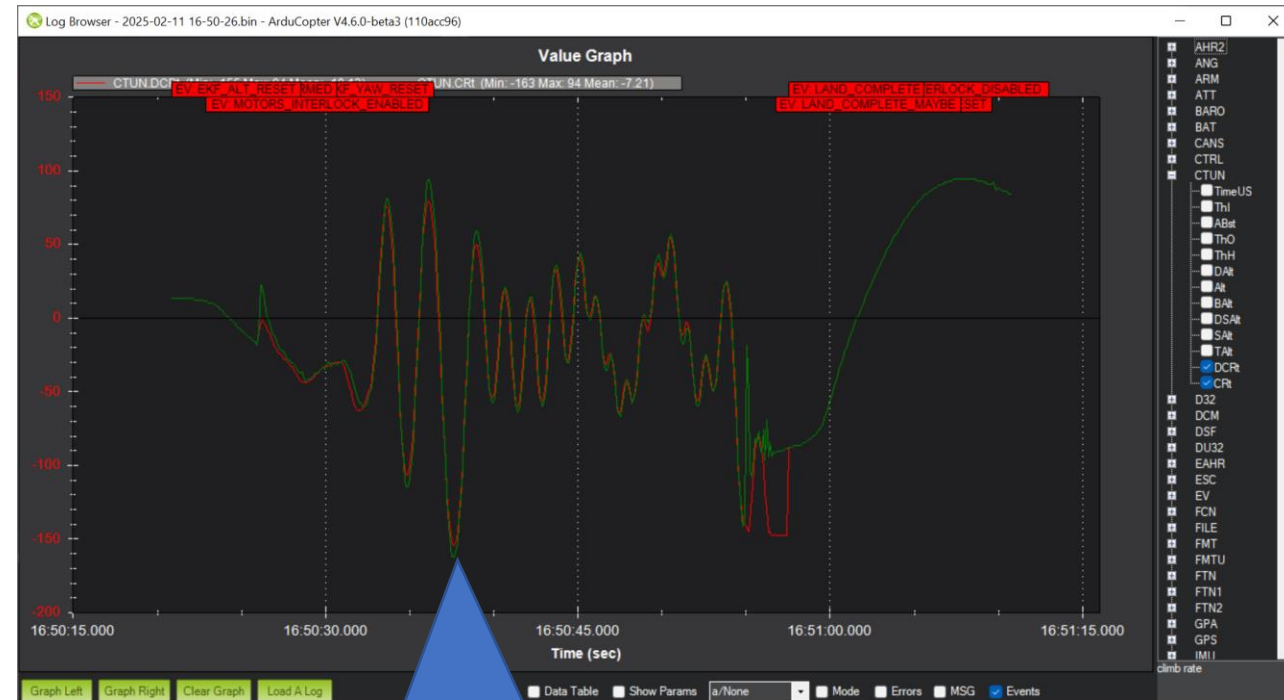 Log Browser - 2025-02-11 16-50-26.bin - ArduCopter V4.6.0-beta3 (110acc96)
Value Graph
CTUN.CRt (Min: -163 Max: 94 Mean: -7.21)
EV: EKF_ALT_RESET
EV: MOTORS_INTERLOCK_ENABLED
EV: LAND_COMPLETE
EV: LAND_COMPLETE_MAYBE
150
100
50
0
-50
-100
-150
-200
16:50:15.000 16:50:30.000 16:50:45.000 16:51:00.000 16:51:15.000
Time (sec)
AHR2
ANG
ARM
ATT
BARO
BAT
CANS
CTRL
CTUN
TimeUS
ThI
ABst
ThO
ThH
DAlt
Alt
BAlt
DSAlt
SAlt
TAlt
DCRt
CRt
D32
DCM
DSF
DU32
EAHR
ESC
EV
FCN
FILE
FMT
FMTU
FTN
FTN1
FTN2
GPA
GPS
IMU
climb rate
Graph Left Graph Right Clear Graph Load A Log Data Table Show Params a/None Mode Errors MSG Events